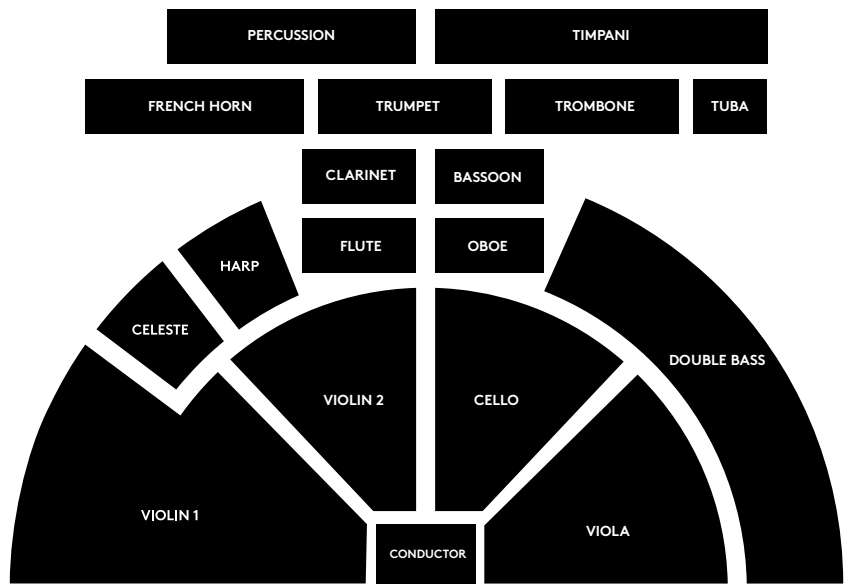 PERCUSSION
TIMPANI
FRENCH HORN
TRUMPET
TROMBONE
TUBA
CLARINET
BASSOON
FLUTE
OBOE
HARP
CELESTE
DOUBLE BASS
VIOLIN 2
CELLO
VIOLIN 1
VIOLA
CONDUCTOR